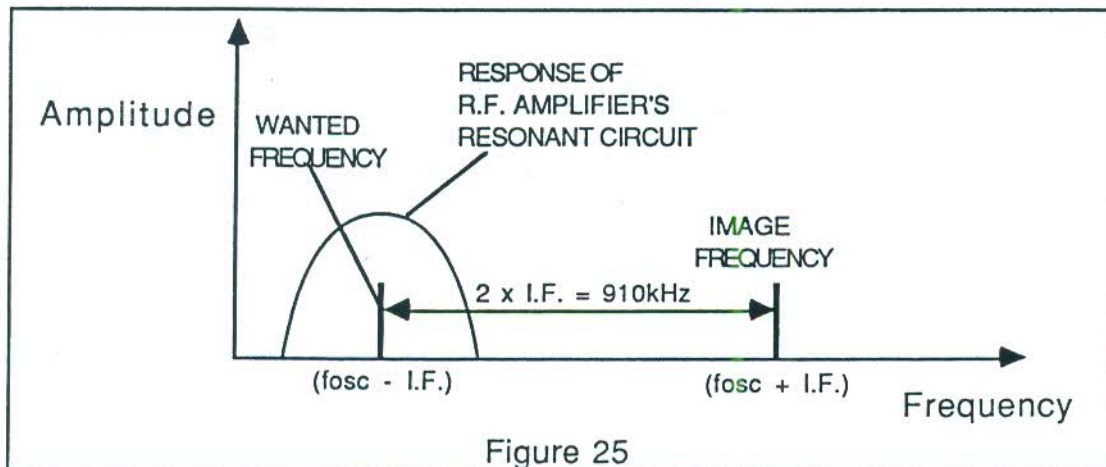 Amplitude
WANTED
FREQUENCY
RESPONSE OF
R.F. AMPLIFIER'S
RESONANT CIRCUIT
IMAGE
FREQUENCY
2 x I.F. = 910kHz
(fosc - I.F.)
(fosc + I.F.)
Frequency
Figure 25